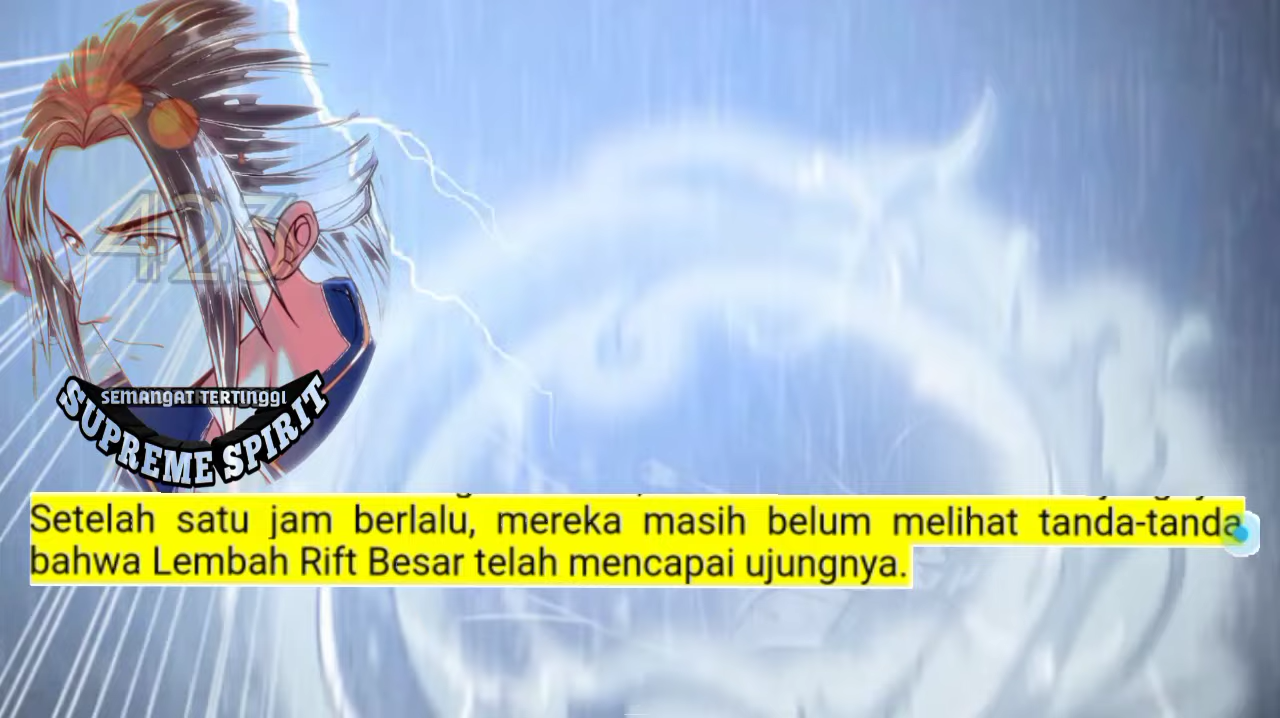 423
SEMANGAT TERTINGGI
SUPREME SPIRIT
Setelah satu jam berlalu, mereka masih belum melihat tanda-tanda
bahwa Lembah Rift Besar telah mencapai ujungnya.